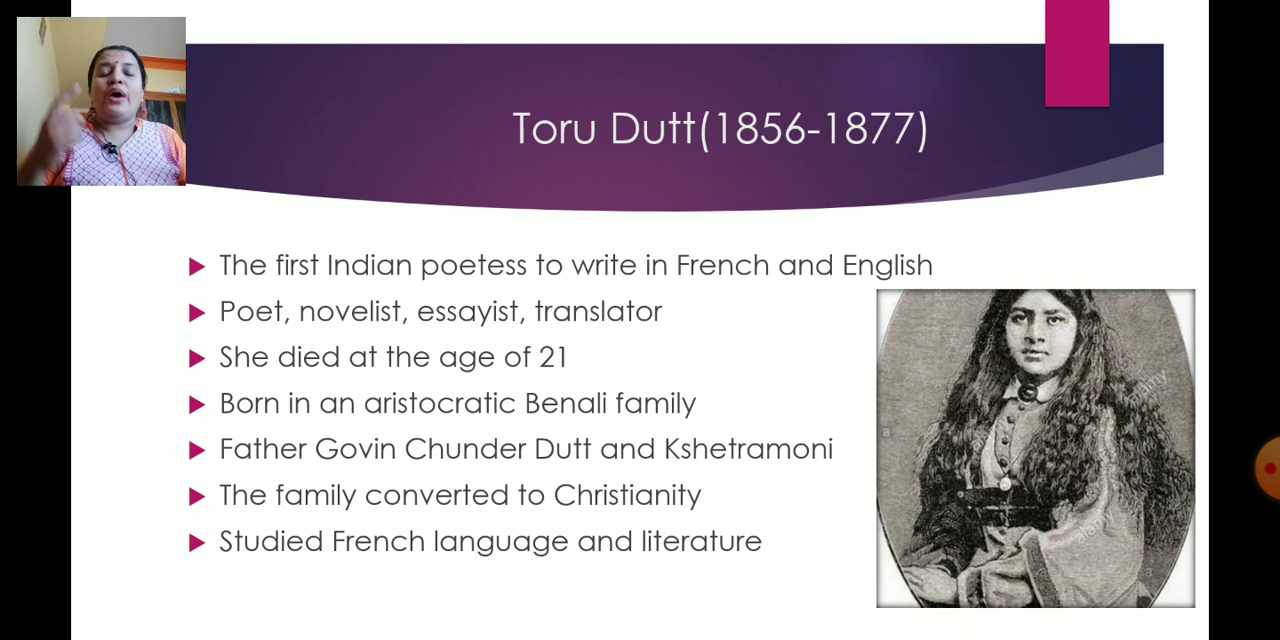 Toru Dutt(1856-1877)
The first Indian poetess to write in French and English
Poet, novelist, essayist, translator
She died at the age of 21
Born in an aristocratic Benali family
Father Govin Chunder Dutt and Kshetramoni
The family converted to Christianity
Studied French language and literature
alamy
a
alamy